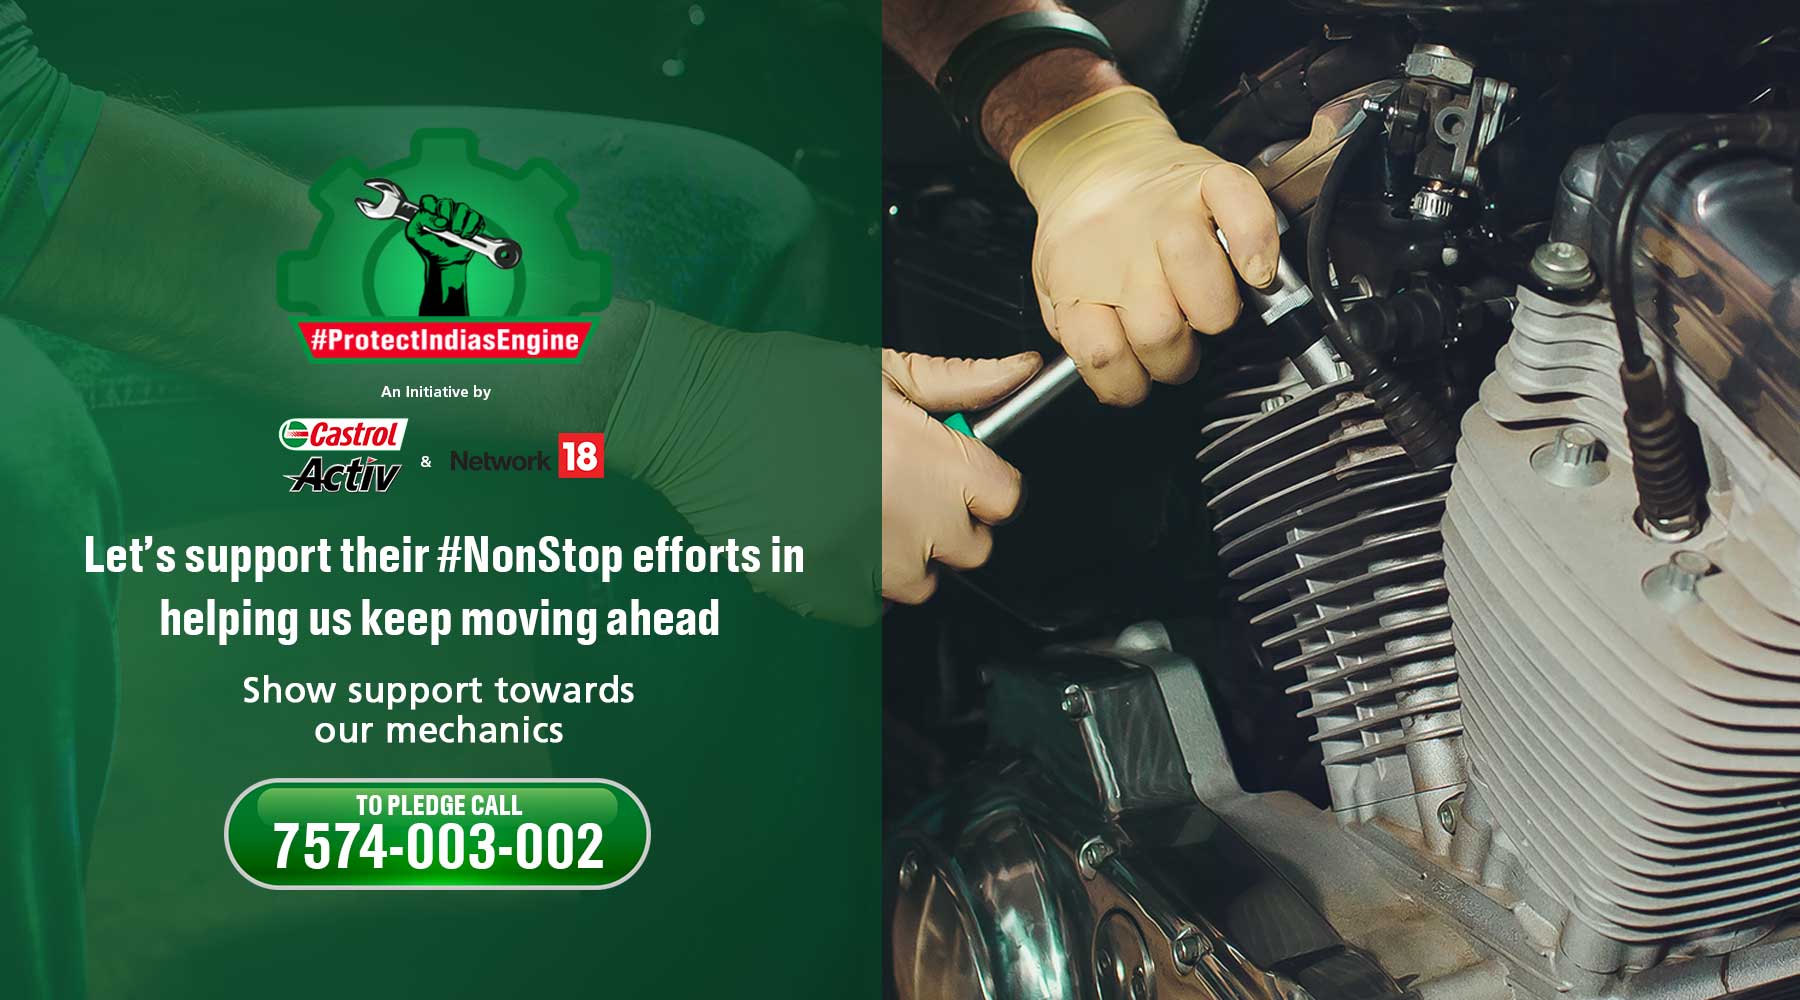 #ProtectIndiasEngine
An Initiative by
Castrol
Activ
& Network 18
Let's support their #NonStop efforts in
helping us keep moving ahead
Show support towards
our mechanics
TO PLEDGE CALL
7574-003-002